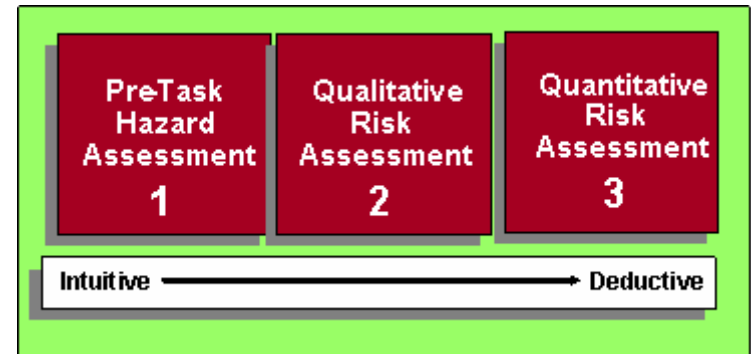 PreTask
Hazard
Assessment
1
Qualitative
Risk
Assessment
2
Quantitative
Risk
Assessment
3
Intuitive
Deductive